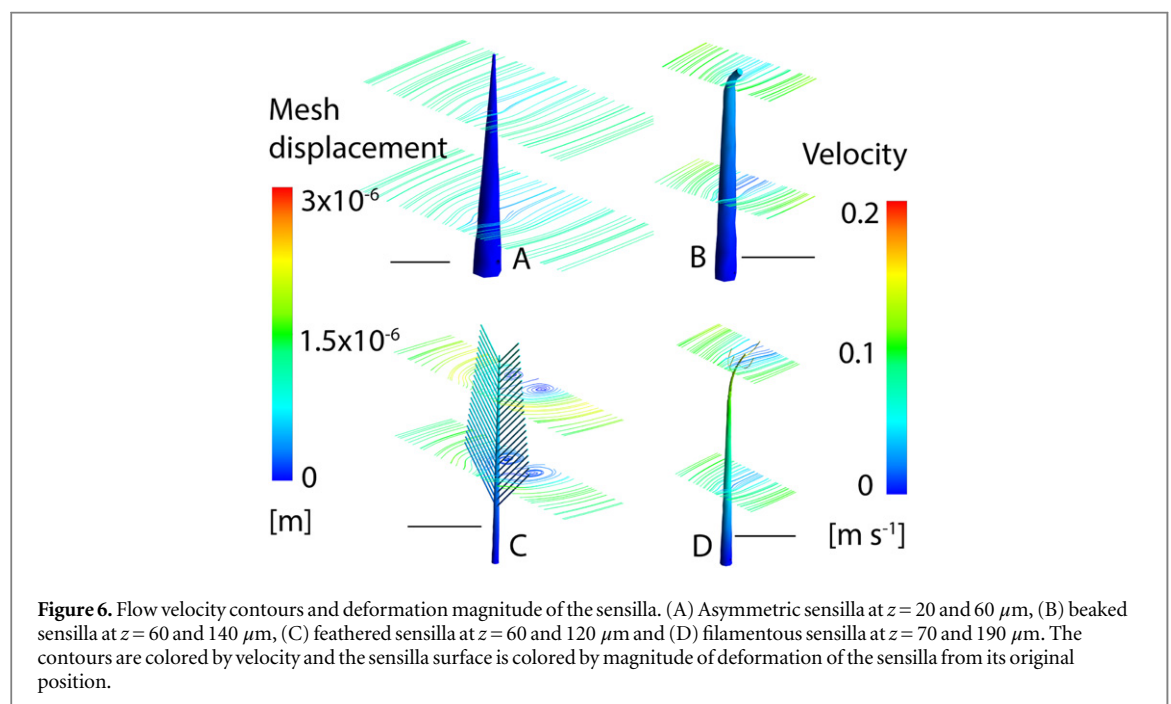 Mesh
displacement
3x10⁻⁶
1.5x10⁻⁶
0
[m]
A
B
C
D
Velocity
0.2
0.1
0
[m s⁻¹]
Figure 6. Flow velocity contours and deformation magnitude of the sensilla. (A) Asymmetric sensilla at z = 20 and 60 μm, (B) beaked
sensilla at z = 60 and 140 μm, (C) feathered sensilla at z = 60 and 120 μm and (D) filamentous sensilla at z = 70 and 190 μm. The
contours are colored by velocity and the sensilla surface is colored by magnitude of deformation of the sensilla from its original
position.